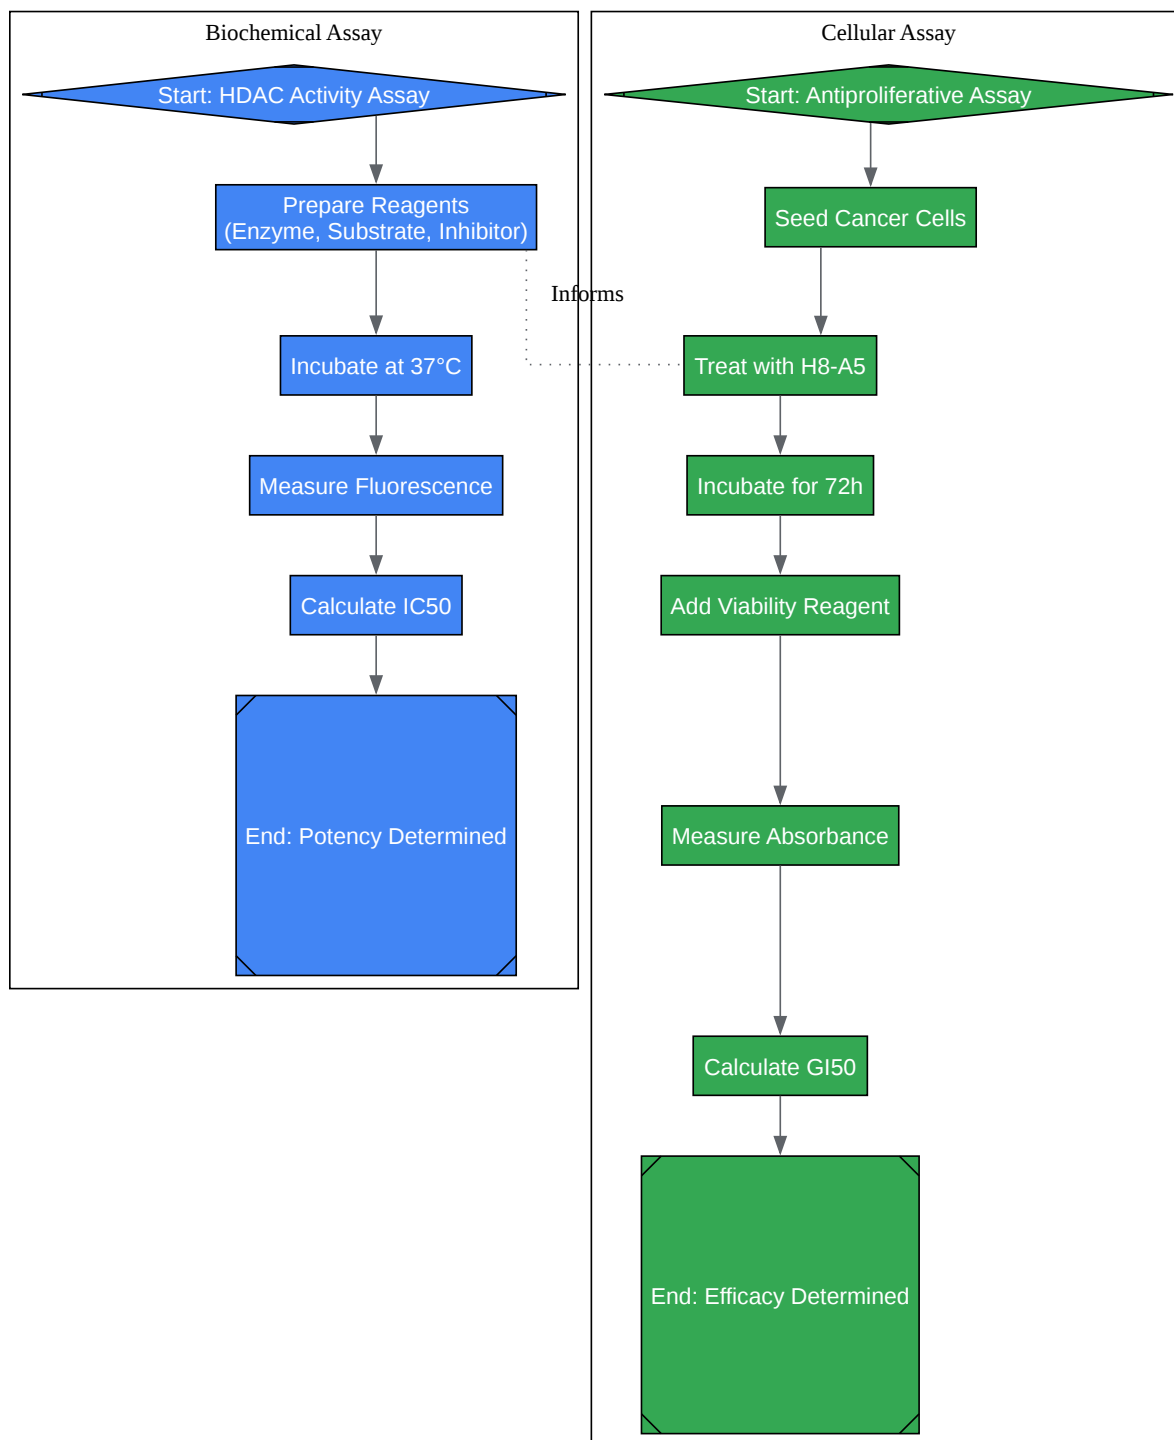 Biochemical Assay
Start: HDAC Activity Assay
Prepare Reagents
(Enzyme, Substrate, Inhibitor)
Incubate at 37°C
Measure Fluorescence
Calculate IC50
End: Potency Determined
Informs
Cellular Assay
Start: Antiproliferative Assay
Seed Cancer Cells
Treat with H8-A5
Incubate for 72h
Add Viability Reagent
Measure Absorbance
Calculate GI50
End: Efficacy Determined